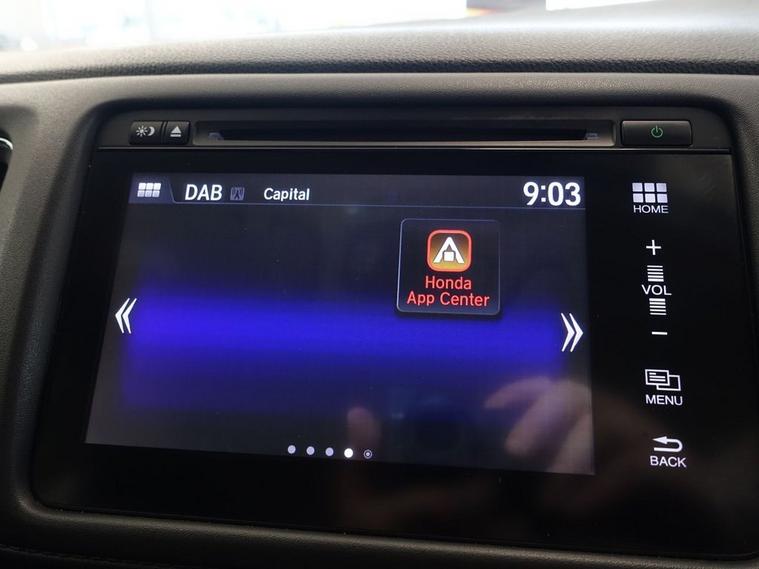 DAB Capital 9:03
HOME
Honda
App Center
+
VOL
−
MENU
BACK